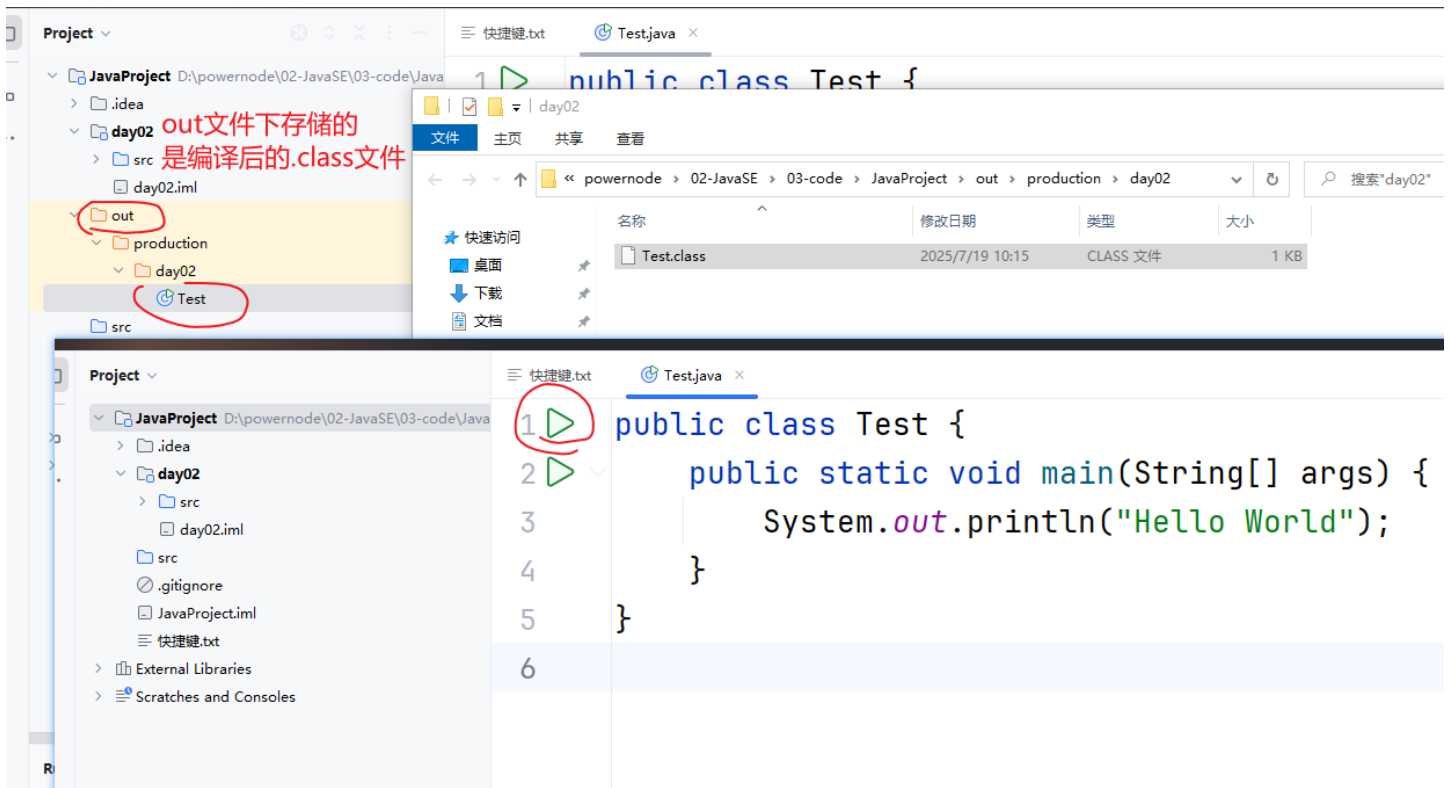 Project
快捷键.txt
Test.java
JavaProject D:\powernode\02-JavaSE\03-code\Java
1
public class Test {
.idea
day02
out文件下存储的
是编译后的.class文件
src
day02.iml
out
production
day02
Test
src
day02
文件 主页 共享 查看
« powernode › 02-JavaSE › 03-code › JavaProject › out › production › day02
搜索"day02"
名称 修改日期 类型 大小
快速访问
桌面
下载
文档
Test.class 2025/7/19 10:15 CLASS 文件 1 KB
Project
快捷键.txt
Test.java
JavaProject D:\powernode\02-JavaSE\03-code\Java
.idea
day02
src
day02.iml
src
.gitignore
JavaProject.iml
快捷键.txt
External Libraries
Scratches and Consoles
1 public class Test {
2 public static void main(String[] args) {
3 System.out.println("Hello World");
4 }
5 }
6